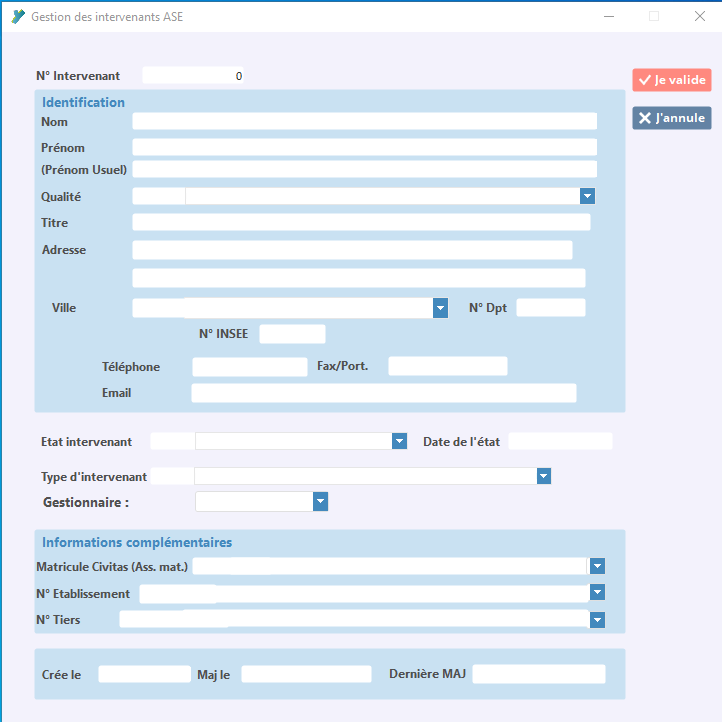 Gestion des intervenants ASE
N° Intervenant 0
Je valide
Identification
Nom
J'annule
Prénom
(Prénom Usuel)
Qualité
Titre
Adresse
Ville N° Dpt
N° INSEE
Téléphone Fax/Port.
Email
Etat intervenant Date de l'état
Type d'intervenant
Gestionnaire :
Informations complémentaires
Matricule Civitas (Ass. mat.)
N° Etablissement
N° Tiers
Crée le Maj le Dernière MAJ